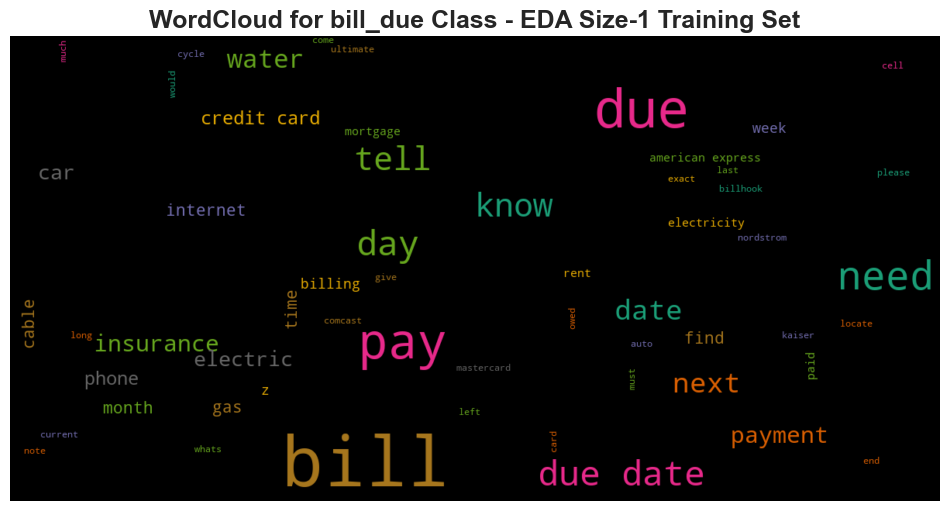 WordCloud for bill_due Class - EDA Size-1 Training Set
much
cycle
would
water
come
ultimate
cell
credit card
mortgage
due
week
car
tell
american express
last
exact
billhook
please
internet
know
electricity
nordstrom
day
need
cable
time
billing
give
rent
date
long
insurance
electric
comcast
pay
owed
auto
find
kaiser
locate
phone
z
mastercard
must
next
paid
month
gas
left
current
note
whats
bill
card
payment
due date
end